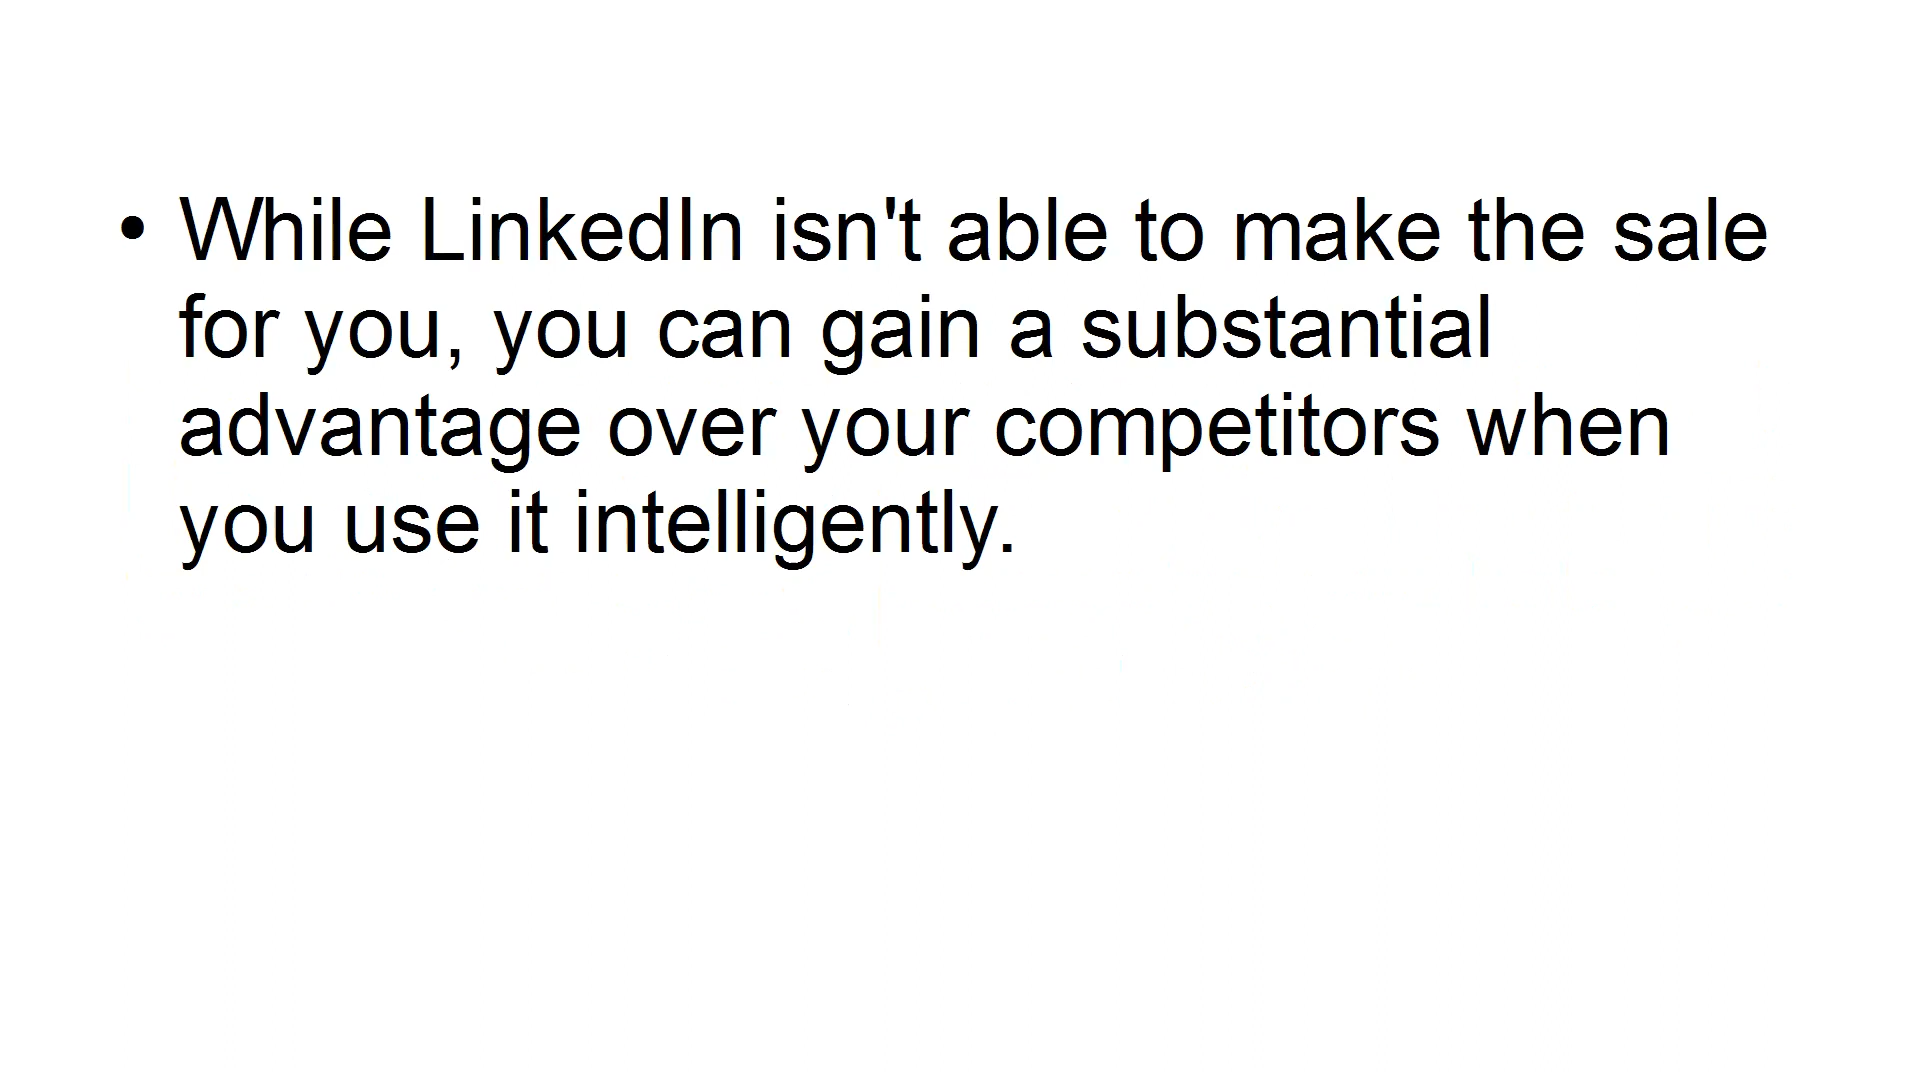 • While LinkedIn isn't able to make the sale
for you, you can gain a substantial
advantage over your competitors when
you use it intelligently.